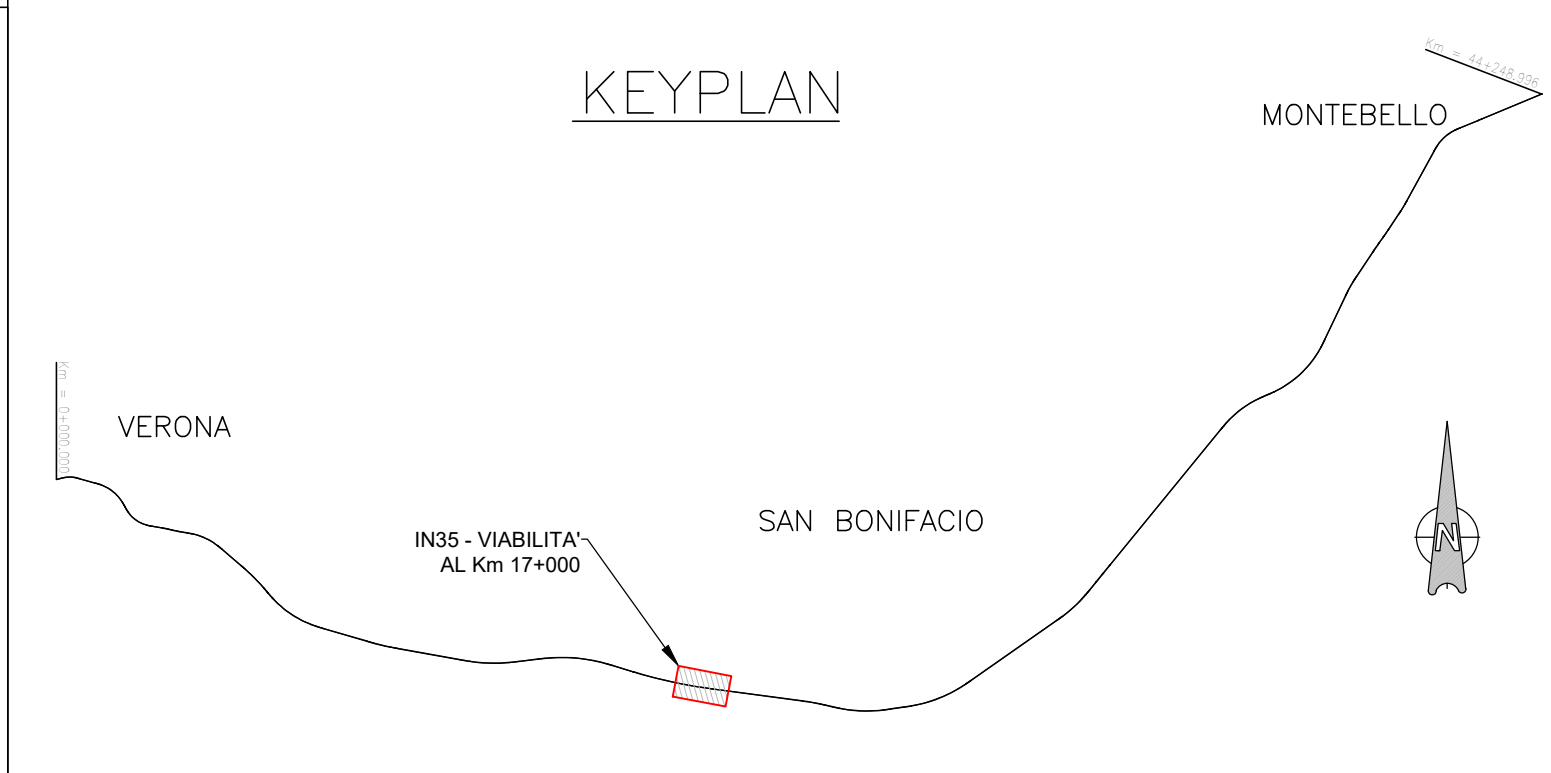 KEYPLAN
Km = 44+248.996
MONTEBELLO
Km = 0+000.000
VERONA
SAN BONIFACIO
IN35 - VIABILITA'
AL Km 17+000
N